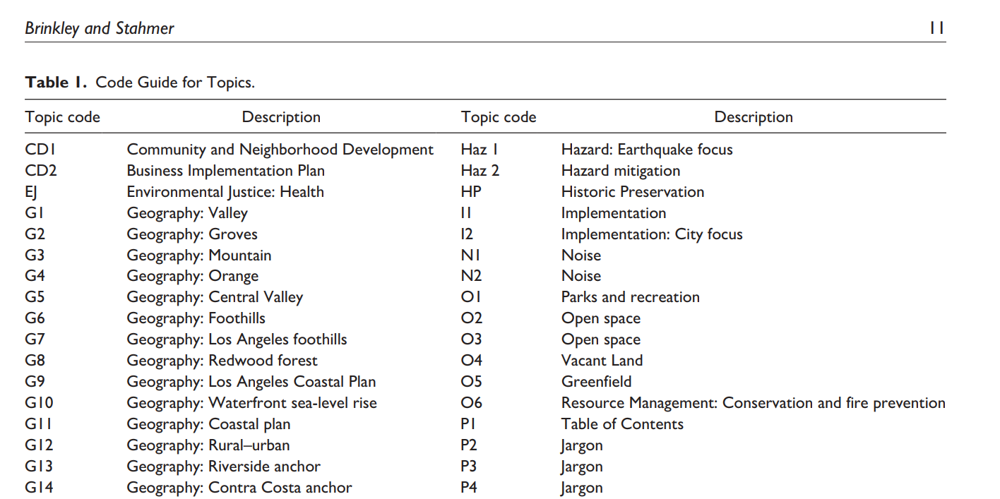 Brinkley and Stahmer 11
Table 1. Code Guide for Topics.
Topic code Description Topic code Description
CD1 Community and Neighborhood Development Haz 1 Hazard: Earthquake focus
CD2 Business Implementation Plan Haz 2 Hazard mitigation
EJ Environmental Justice: Health HP Historic Preservation
G1 Geography: Valley I1 Implementation
G2 Geography: Groves I2 Implementation: City focus
G3 Geography: Mountain N1 Noise
G4 Geography: Orange N2 Noise
G5 Geography: Central Valley O1 Parks and recreation
G6 Geography: Foothills O2 Open space
G7 Geography: Los Angeles foothills O3 Open space
G8 Geography: Redwood forest O4 Vacant Land
G9 Geography: Los Angeles Coastal Plan O5 Greenfield
G10 Geography: Waterfront sea-level rise O6 Resource Management: Conservation and fire prevention
G11 Geography: Coastal plan P1 Table of Contents
G12 Geography: Rural–urban P2 Jargon
G13 Geography: Riverside anchor P3 Jargon
G14 Geography: Contra Costa anchor P4 Jargon